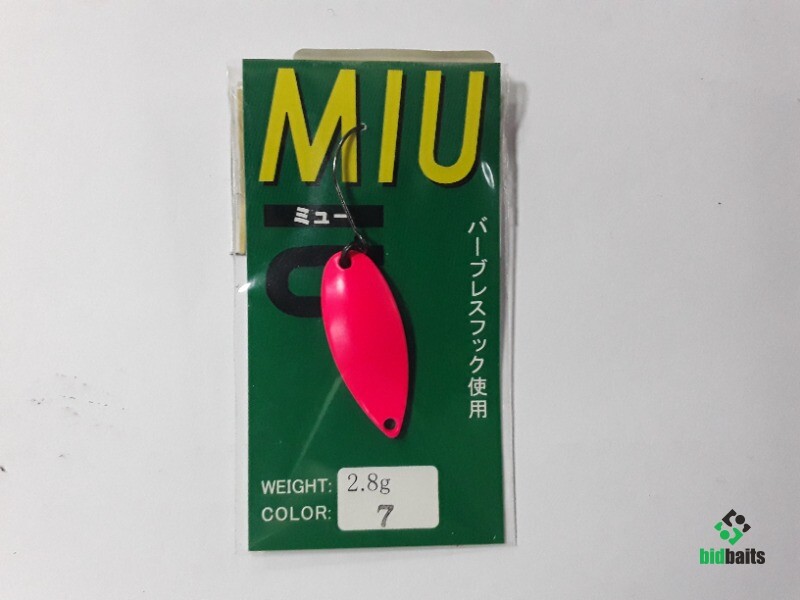 MIU
ミュー
バーブレスフック使用
WEIGHT: 2.8g
COLOR: 7
bidbaits